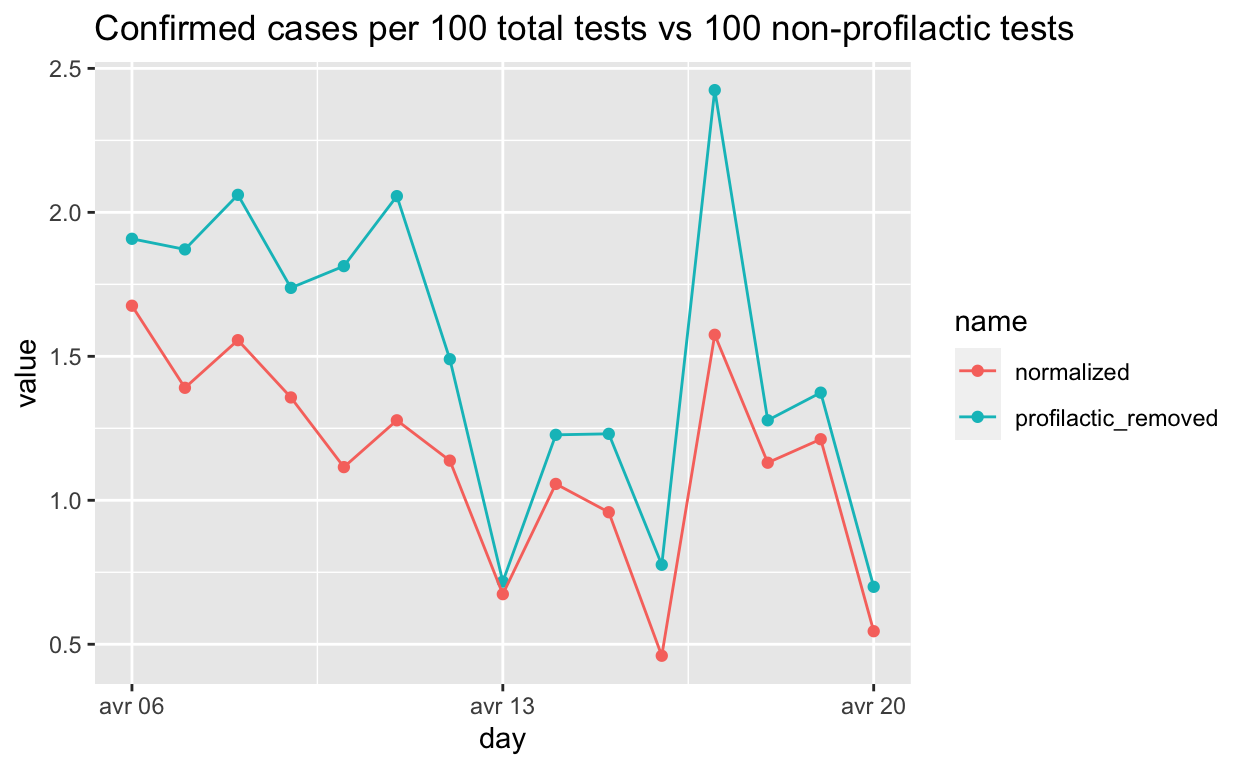 Confirmed cases per 100 total tests vs 100 non-profilactic tests
2.5
2.0
1.5
1.0
0.5
value
avr 06
avr 13
avr 20
day
name
normalized
profilactic_removed